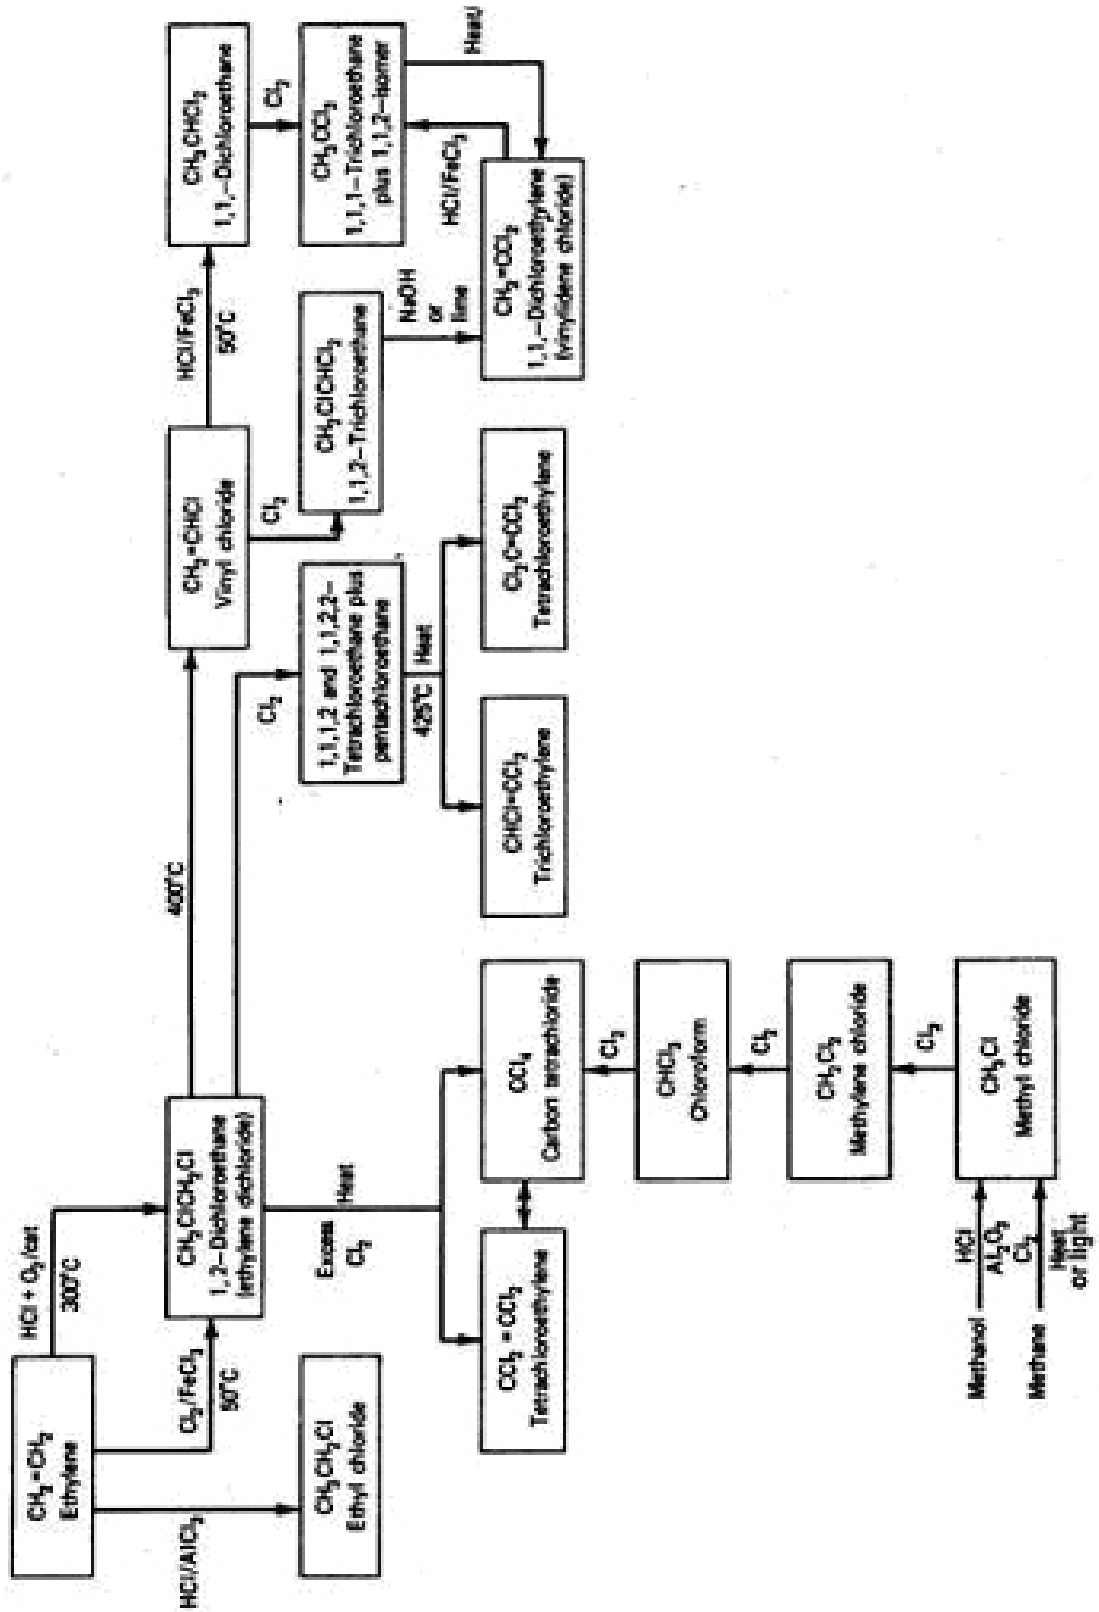 CH₂=CH₂
Ethylene
HCl + O₂/cat
300°C
Cl₂/FeCl₃
50°C
HCl/AlCl₃
CH₃CH₂Cl
Ethyl chloride
CH₂ClCH₂Cl
1,2-Dichloroethane
(ethylene dichloride)
400°C
CH₂=CHCl
Vinyl chloride
HCl/FeCl₃
50°C
CH₃CHCl₂
1,1,-Dichloroethane
Cl₂
CH₃CCl₃
1,1,1-Trichloroethane
plus 1,1,2-isomer
Heat/
HCl/FeCl₃
Cl₂
CH₂ClCHCl₂
1,1,2-Trichloroethane
NaOH
or
lime
CH₂=CCl₂
1,1,-Dichloroethylene
(vinylidene chloride)
Cl₂
1,1,1,2 and 1,1,2,2-
Tetrachloroethane plus
pentachloroethane
425°C Heat
CHCl=CCl₂
Trichloroethylene
Cl₂C=CCl₂
Tetrachloroethylene
Excess
Cl₂
Heat
CCl₂=CCl₂
Tetrachloroethylene
CCl₄
Carbon tetrachloride
Cl₂
CHCl₃
Chloroform
Cl₂
CH₂Cl₂
Methylene chloride
Cl₂
CH₃Cl
Methyl chloride
Methanol
HCl
Al₂O₃
Methane
Cl₂
Heat
or light